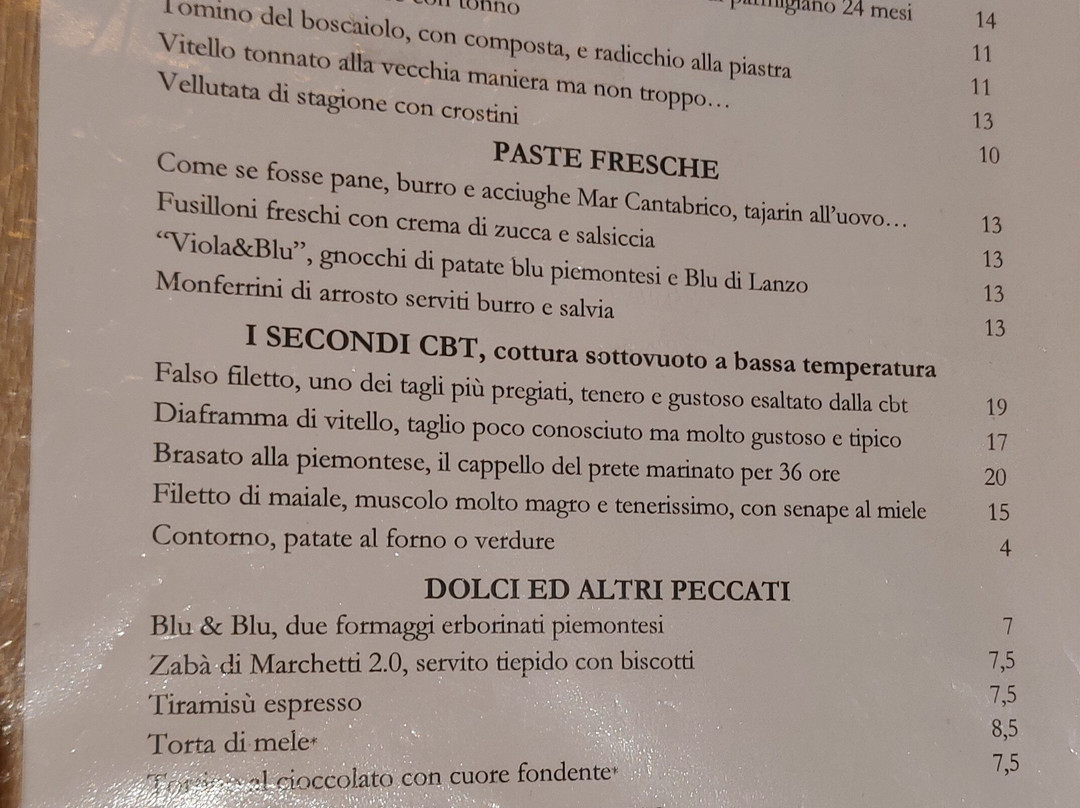 con tonno
parmigiano 24 mesi 14
Tomino del boscaiolo, con composta, e radicchio alla piastra 11
Vitello tonnato alla vecchia maniera ma non troppo… 11
Vellutata di stagione con crostini 13
10
PASTE FRESCHE
Come se fosse pane, burro e acciughe Mar Cantabrico, tajarin all’uovo… 13
Fusilloni freschi con crema di zucca e salsiccia 13
“Viola&Blu”, gnocchi di patate blu piemontesi e Blu di Lanzo 13
Monferrini di arrosto serviti burro e salvia 13
I SECONDI CBT, cottura sottovuoto a bassa temperatura
Falso filetto, uno dei tagli più pregiati, tenero e gustoso esaltato dalla cbt 19
Diaframma di vitello, taglio poco conosciuto ma molto gustoso e tipico 17
Brasato alla piemontese, il cappello del prete marinato per 36 ore 20
Filetto di maiale, muscolo molto magro e tenerissimo, con senape al miele 15
Contorno, patate al forno o verdure 4
DOLCI ED ALTRI PECCATI
Blu & Blu, due formaggi erborinati piemontesi 7
Zabà di Marchetti 2.0, servito tiepido con biscotti 7,5
Tiramisù espresso 7,5
Torta di mele* 8,5
al cioccolato con cuore fondente* 7,5